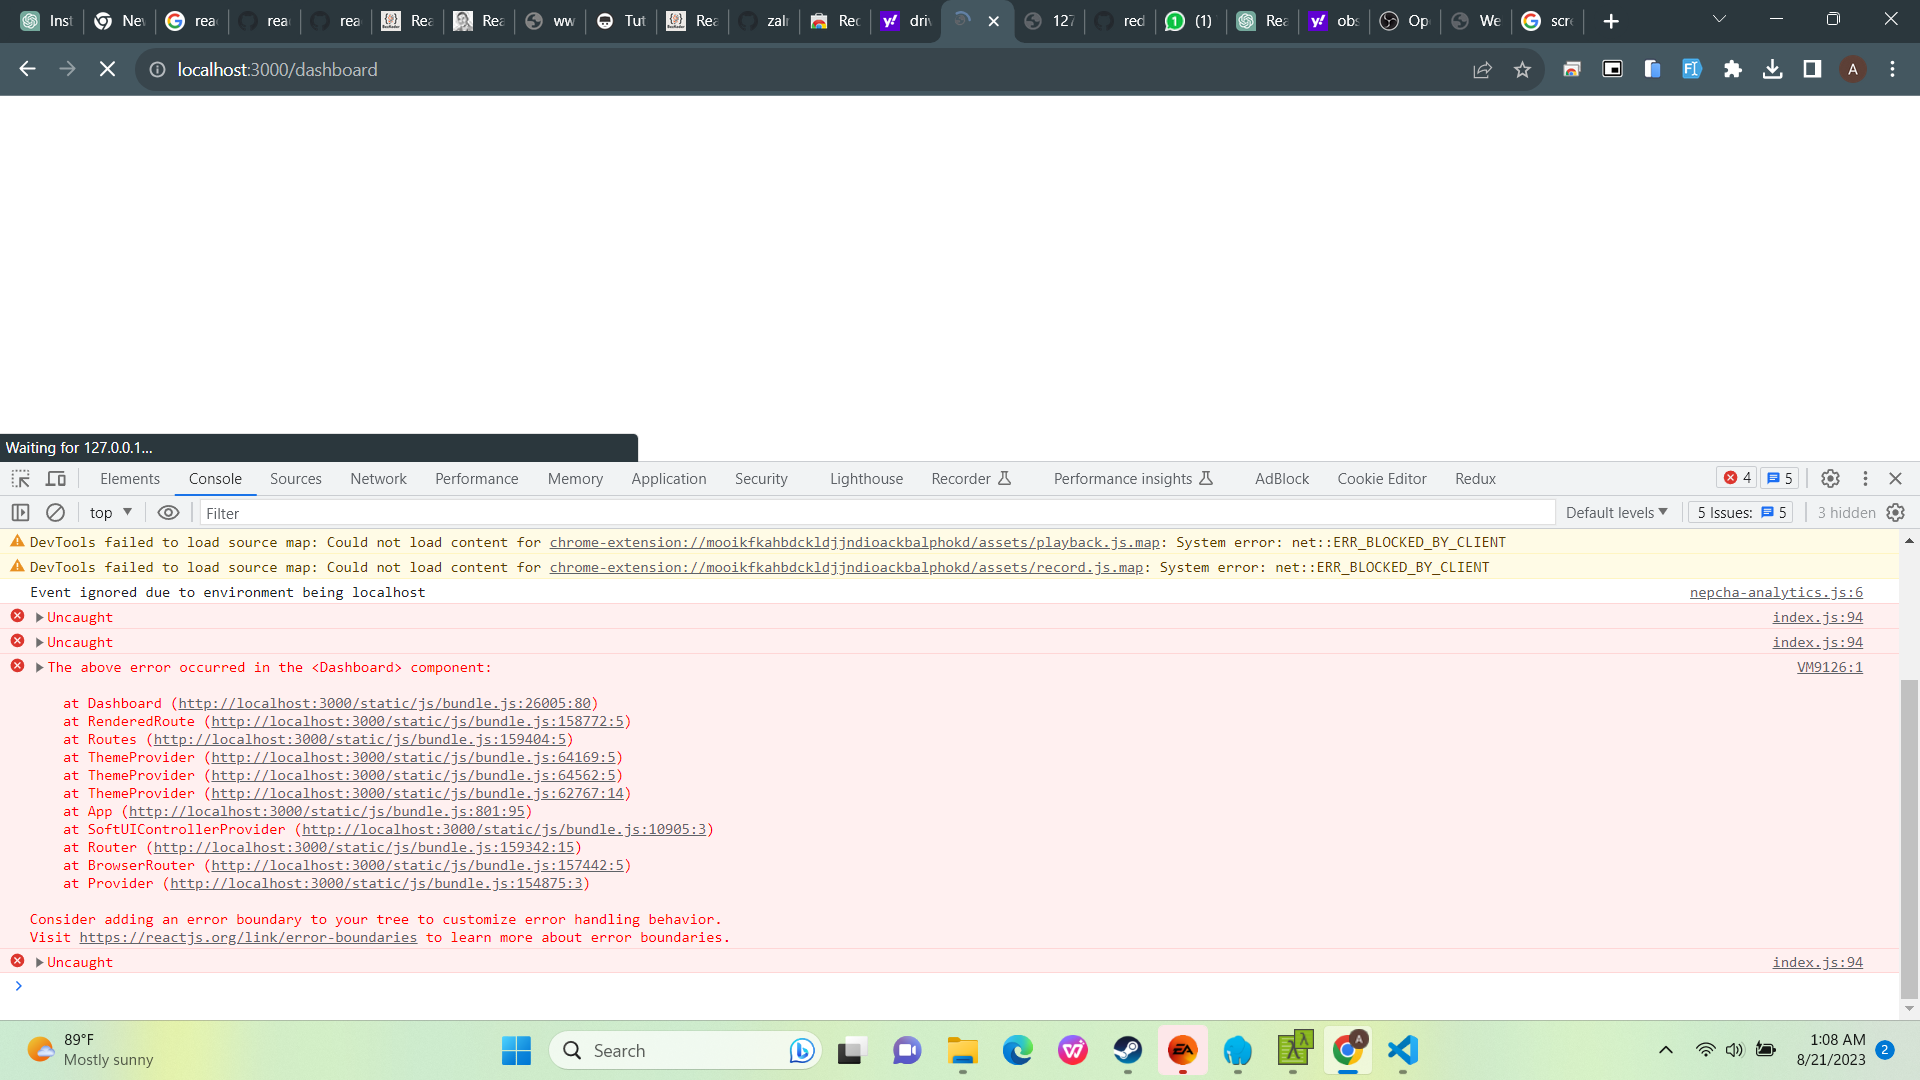 Inst
Nev
rea
rea
rea
Rea
Rea
ww
Tut
Rea
zalr
Rec
driv
127
red
(1)
Rea
obs
Op
We
scre
localhost:3000/dashboard
A
Waiting for 127.0.0.1...
Elements Console Sources Network Performance Memory Application Security Lighthouse Recorder Performance insights AdBlock Cookie Editor Redux 4 5
top Filter Default levels 5 Issues: 5 3 hidden
DevTools failed to load source map: Could not load content for chrome-extension://mooikfkahbdckldjjndioackbalphokd/assets/playback.js.map: System error: net::ERR_BLOCKED_BY_CLIENT
DevTools failed to load source map: Could not load content for chrome-extension://mooikfkahbdckldjjndioackbalphokd/assets/record.js.map: System error: net::ERR_BLOCKED_BY_CLIENT
Event ignored due to environment being localhost nepcha-analytics.js:6
Uncaught index.js:94
Uncaught index.js:94
The above error occurred in the <Dashboard> component: VM9126:1
at Dashboard (http://localhost:3000/static/js/bundle.js:26005:80)
at RenderedRoute (http://localhost:3000/static/js/bundle.js:158772:5)
at Routes (http://localhost:3000/static/js/bundle.js:159404:5)
at ThemeProvider (http://localhost:3000/static/js/bundle.js:64169:5)
at ThemeProvider (http://localhost:3000/static/js/bundle.js:64562:5)
at ThemeProvider (http://localhost:3000/static/js/bundle.js:62767:14)
at App (http://localhost:3000/static/js/bundle.js:801:95)
at SoftUIControllerProvider (http://localhost:3000/static/js/bundle.js:10905:3)
at Router (http://localhost:3000/static/js/bundle.js:159342:15)
at BrowserRouter (http://localhost:3000/static/js/bundle.js:157442:5)
at Provider (http://localhost:3000/static/js/bundle.js:154875:3)
Consider adding an error boundary to your tree to customize error handling behavior.
Visit https://reactjs.org/link/error-boundaries to learn more about error boundaries.
Uncaught index.js:94
89°F
Mostly sunny
Search
EA
A
1:08 AM
8/21/2023
2